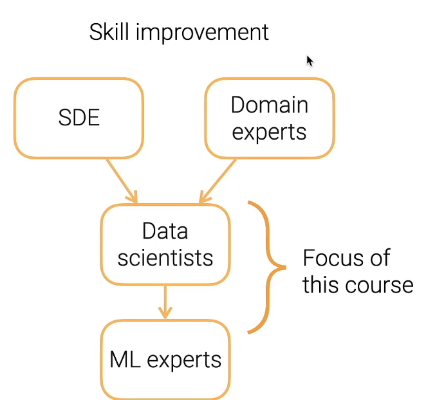 Skill improvement
SDE
Domain
experts
Data
scientists
Focus of
this course
ML experts